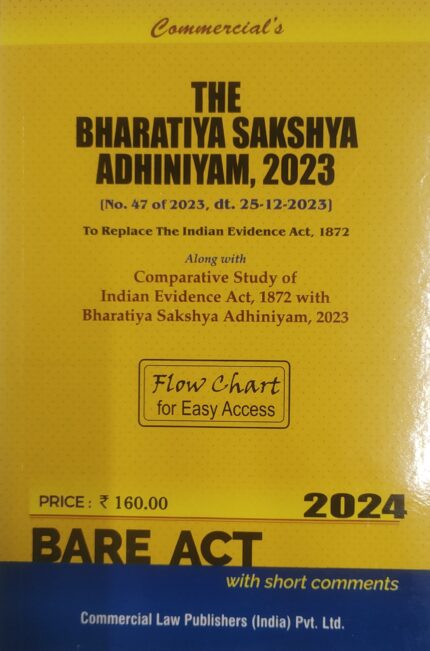 Commercial's
THE
BHARATIYA SAKSHYA
ADHINIYAM, 2023
[No. 47 of 2023, dt. 25-12-2023]
To Replace The Indian Evidence Act, 1872
Along with
Comparative Study of
Indian Evidence Act, 1872 with
Bharatiya Sakshya Adhiniyam, 2023
Flow Chart
for Easy Access
PRICE : ₹ 160.00
2024
BARE ACT
with short comments
Commercial Law Publishers (India) Pvt. Ltd.